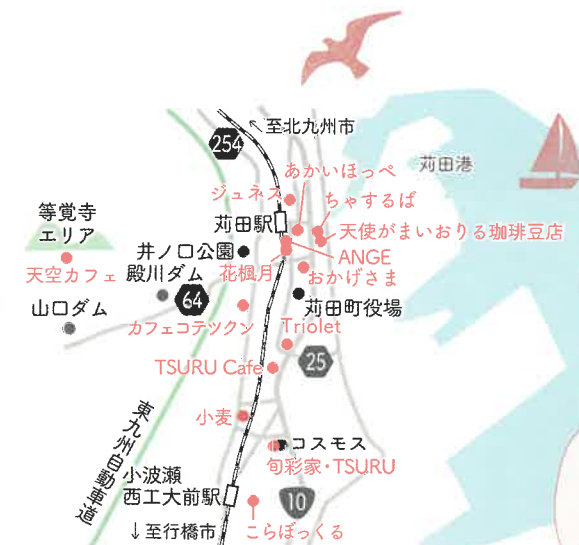 至北九州市
254
あかいほっぺ
苅田港
ジュネス
ちゃするば
等覚寺
エリア
苅田駅
天使がまいおりる珈琲豆店
井ノ口公園
ANGE
天空カフェ
殿川ダム
花楓月
おかげさま
山口ダム
64
苅田町役場
カフェコテツクン
Triolet
TSURU Cafe
25
東九州自動車道
小麦
コスモス
旬彩家・TSURU
小波瀬
西工大前駅
10
↓至行橋市
こらぼっくる